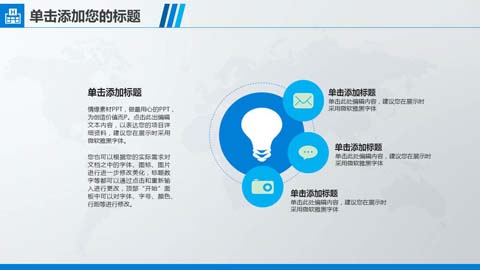 单击添加您的标题
单击添加标题
情缘素材PPT，做最用心的PPT，
为创造价值而P。点击此出编辑
文本内容，以表达您的项目详
细资料，建议您在展示时采用
微软雅黑字体。
您也可以根据您的实际需求对
文档之中的字体、图标、图片
进行进一步修改美化，标题数
字等都可以通过点击和重新输
入进行更改，顶部“开始”面
板中可以对字体、字号、颜色、
行距等进行修改。
单击添加标题
单击此处编辑内容，建议您在展示时
采用微软雅黑字体
单击添加标题
单击此处编辑内容，建议您在展示时
采用微软雅黑字体
单击添加标题
单击此处编辑内容，建议您在展示时
采用微软雅黑字体